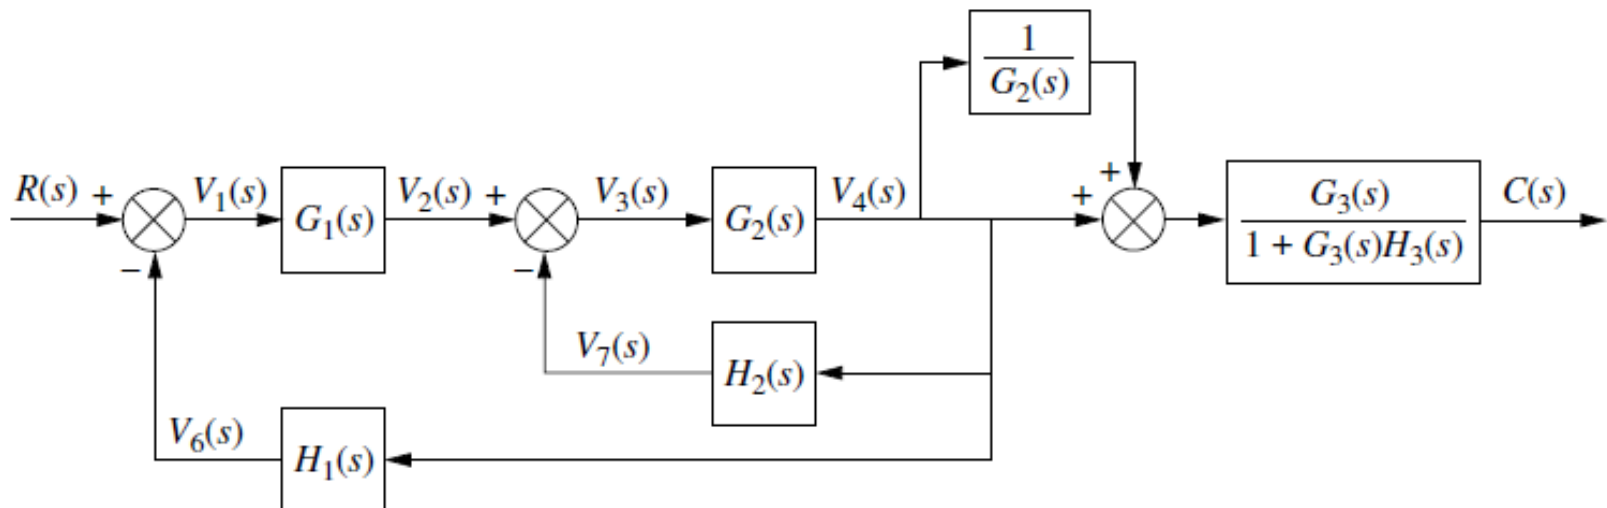 1
G₂(s)
R(s) + V₁(s) G₁(s) V₂(s) + V₃(s) G₂(s) V₄(s) + + G₃(s) C(s)
1 + G₃(s)H₃(s)
− −
V₇(s) H₂(s)
V₆(s) H₁(s)